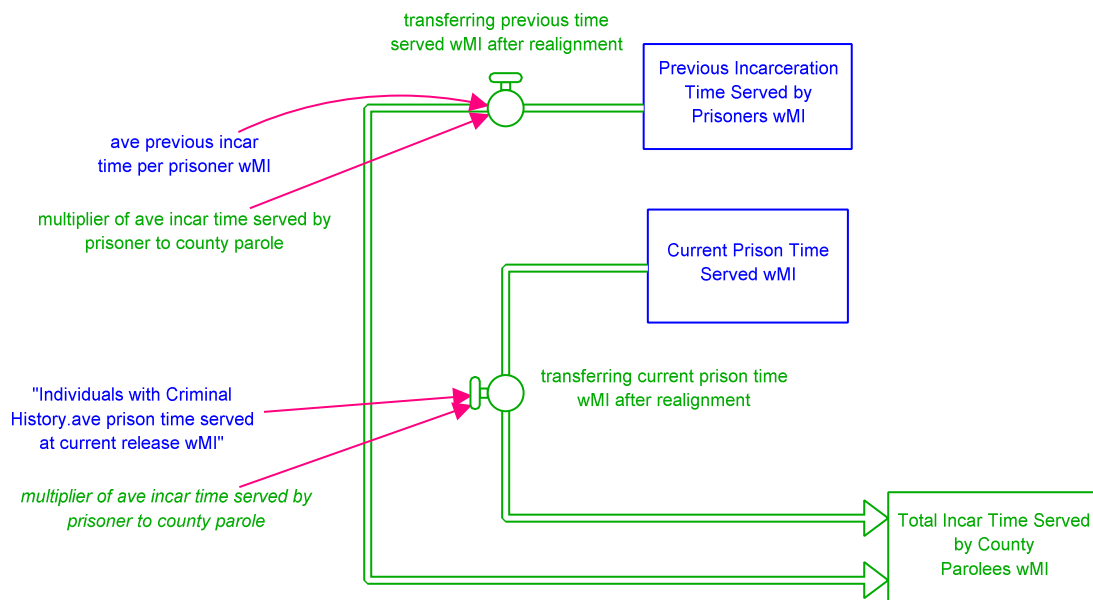 transferring previous time
served wMI after realignment
Previous Incarceration
Time Served by
Prisoners wMI
ave previous incar
time per prisoner wMI
multiplier of ave incar time served by
prisoner to county parole
Current Prison Time
Served wMI
transferring current prison time
wMI after realignment
"Individuals with Criminal
History.ave prison time served
at current release wMI"
multiplier of ave incar time served by
prisoner to county parole
Total Incar Time Served
by County
Parolees wMI